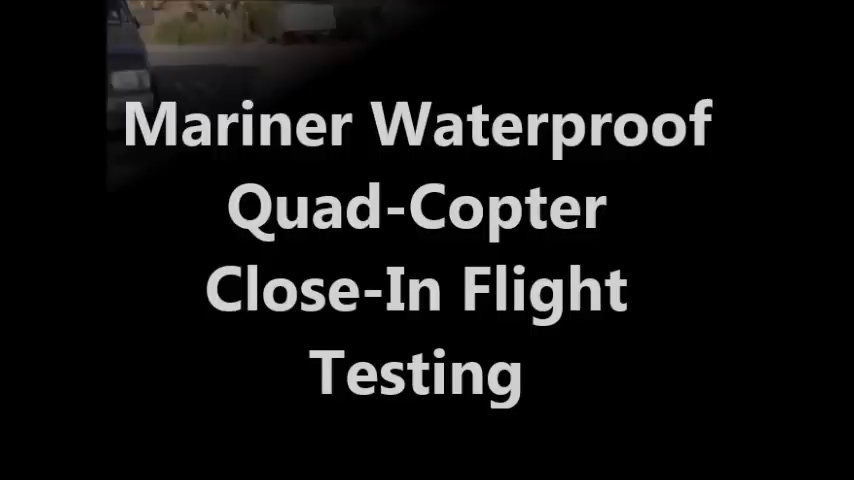 Mariner Waterproof
Quad-Copter
Close-In Flight
Testing